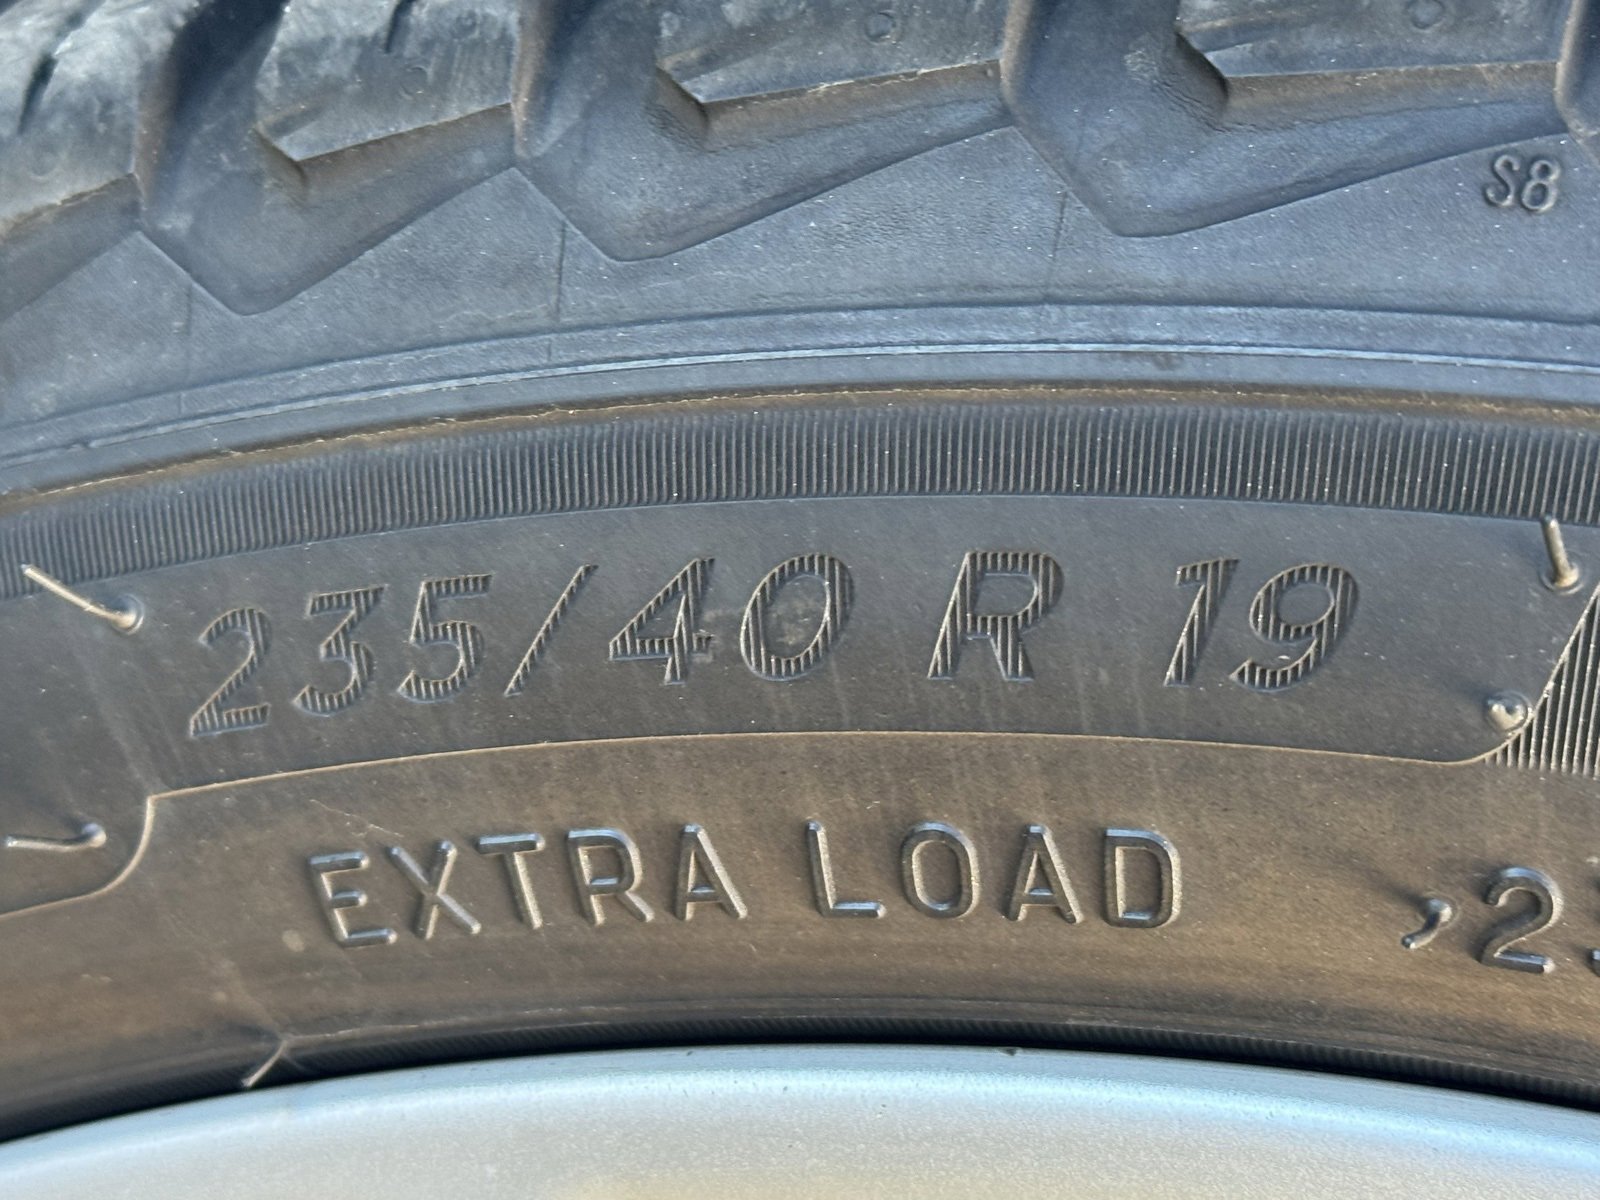 S8
235/40 R 19
EXTRA LOAD